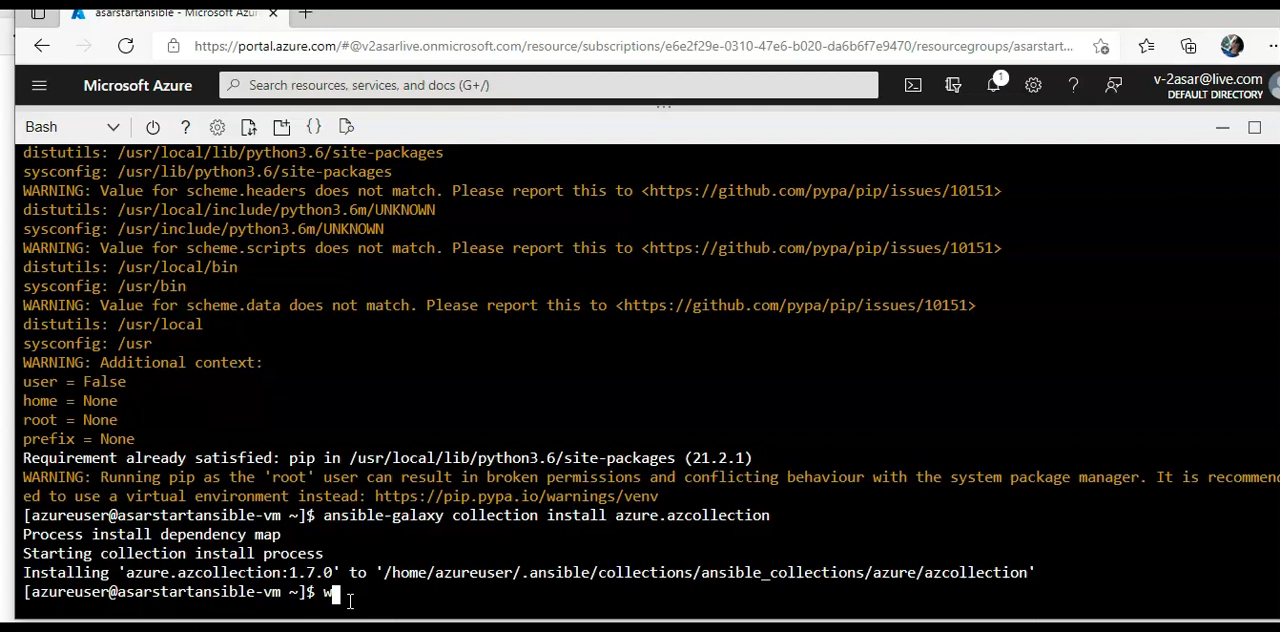 asarstartansible - Microsoft Azure
https://portal.azure.com/#@v2asarlive.onmicrosoft.com/resource/subscriptions/e6e2f29e-0310-47e6-b020-da6b6f7e9470/resourcegroups/asarstart...
Microsoft Azure
Search resources, services, and docs (G+/)
1
v-2asar@live.com
DEFAULT DIRECTORY
Bash
distutils: /usr/local/lib/python3.6/site-packages
sysconfig: /usr/lib/python3.6/site-packages
WARNING: Value for scheme.headers does not match. Please report this to <https://github.com/pypa/pip/issues/10151>
distutils: /usr/local/include/python3.6m/UNKNOWN
sysconfig: /usr/include/python3.6m/UNKNOWN
WARNING: Value for scheme.scripts does not match. Please report this to <https://github.com/pypa/pip/issues/10151>
distutils: /usr/local/bin
sysconfig: /usr/bin
WARNING: Value for scheme.data does not match. Please report this to <https://github.com/pypa/pip/issues/10151>
distutils: /usr/local
sysconfig: /usr
WARNING: Additional context:
user = False
home = None
root = None
prefix = None
Requirement already satisfied: pip in /usr/local/lib/python3.6/site-packages (21.2.1)
WARNING: Running pip as the 'root' user can result in broken permissions and conflicting behaviour with the system package manager. It is recommen
ed to use a virtual environment instead: https://pip.pypa.io/warnings/venv
[azureuser@asarstartansible-vm ~]$ ansible-galaxy collection install azure.azcollection
Process install dependency map
Starting collection install process
Installing 'azure.azcollection:1.7.0' to '/home/azureuser/.ansible/collections/ansible_collections/azure/azcollection'
[azureuser@asarstartansible-vm ~]$ w